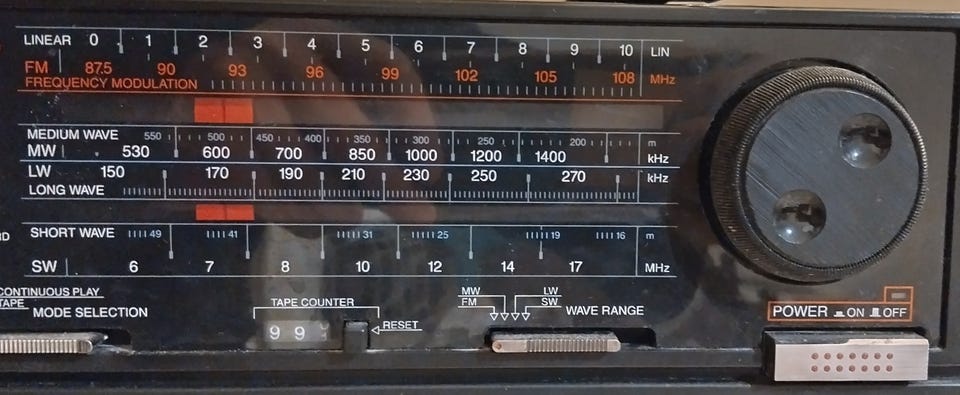 LINEAR 0 1 2 3 4 5 6 7 8 9 10 LIN
FM 87.5 90 93 96 99 102 105 108 MHz
FREQUENCY MODULATION
MEDIUM WAVE 550 500 450 400 350 300 250 200 m
MW 530 600 700 850 1000 1200 1400 kHz
LW 150 170 190 210 230 250 270 kHz
LONG WAVE
SHORT WAVE 49 41 31 25 19 16 m
SW 6 7 8 10 12 14 17 MHz
CONTINUOUS PLAY
TAPE
MODE SELECTION
TAPE COUNTER
9 9
RESET
MW LW
FM SW
WAVE RANGE
POWER ON OFF